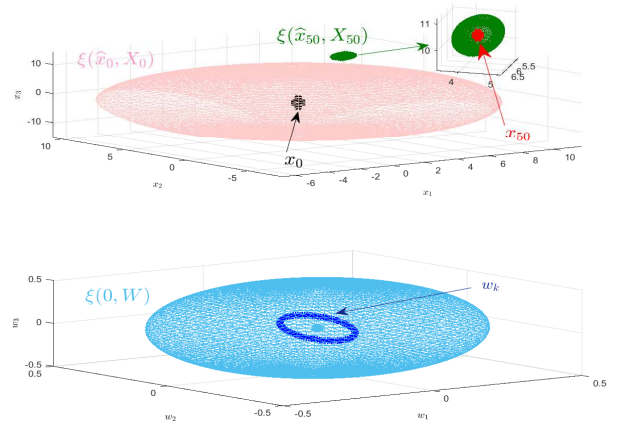 11
10
4
5
5.5
6.5
ξ(x̂₅₀, X₅₀)
ξ(x̂₀, X₀)
x₅₀
x₀
10
0
-10
x₃
10
5
0
-5
x₂
-6 -4 -2 0 2 4 6 8 10
x₁
ξ(0, W)
w_k
0.5
0
-0.5
w₃
0.5
0
-0.5
w₂
-0.5
0
0.5
w₁